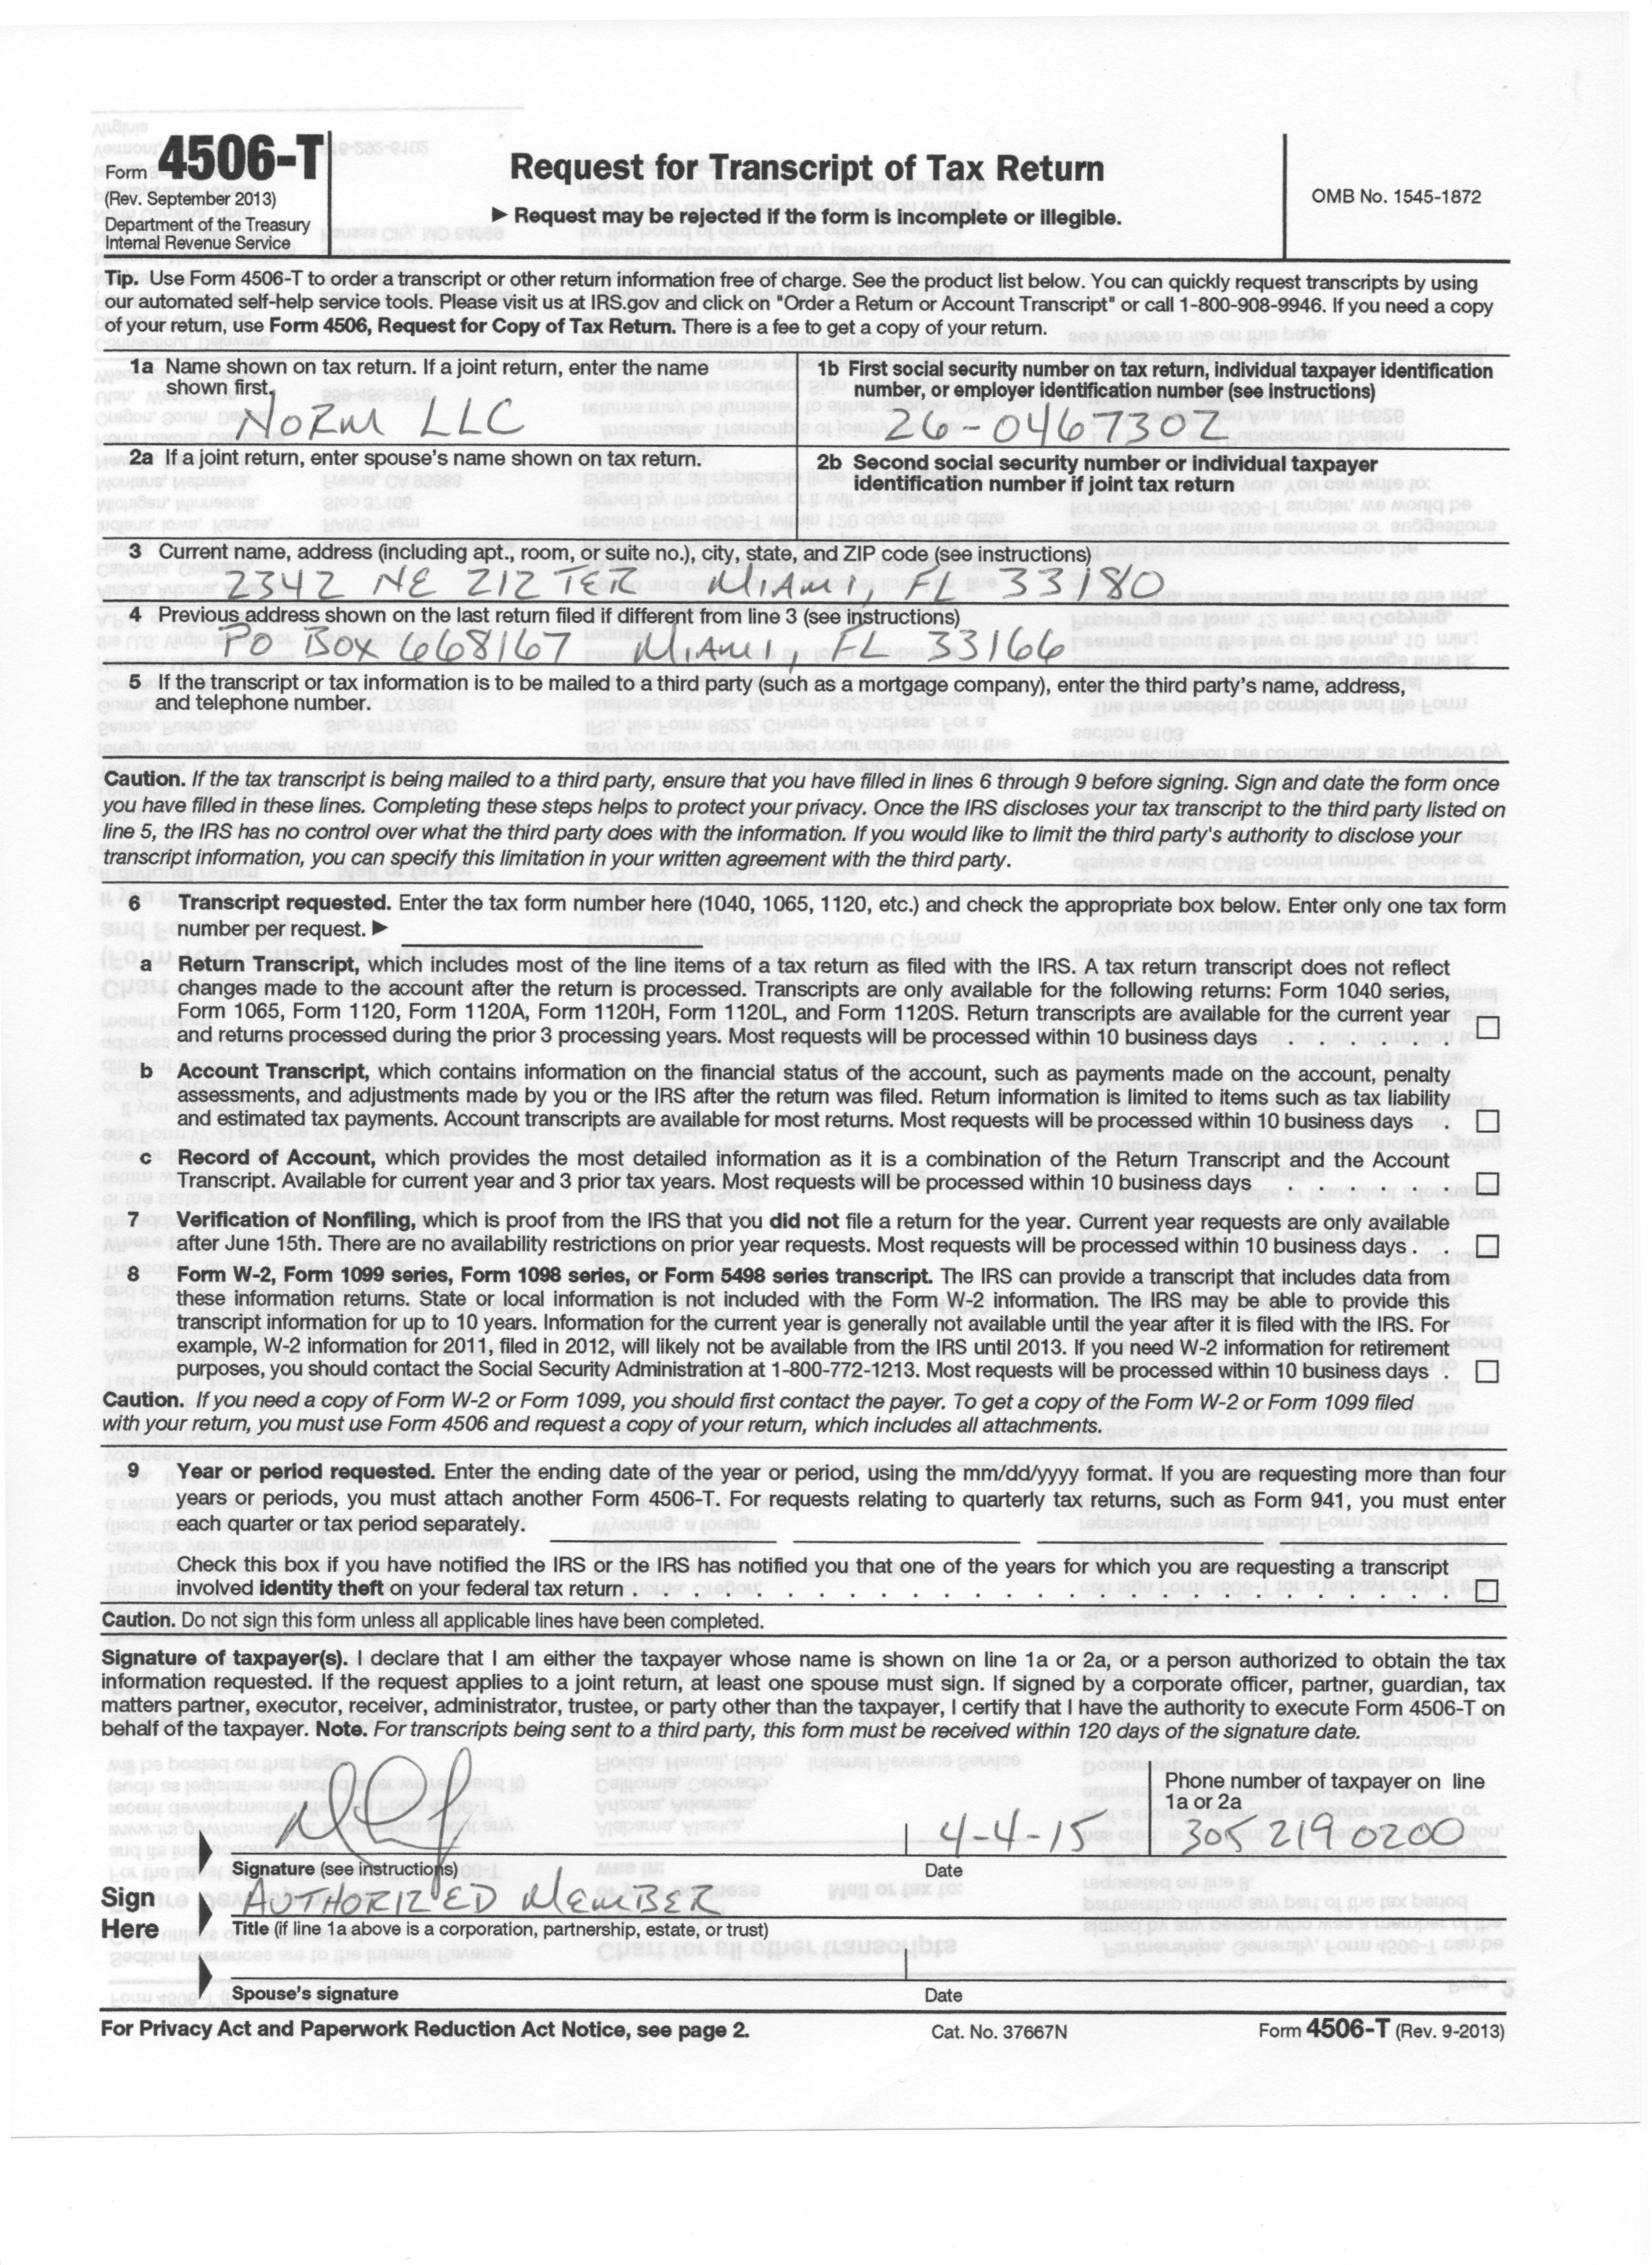 Form 4506-T
(Rev. September 2013)
Department of the Treasury
Internal Revenue Service
Request for Transcript of Tax Return
▶ Request may be rejected if the form is incomplete or illegible.
OMB No. 1545-1872
Tip. Use Form 4506-T to order a transcript or other return information free of charge. See the product list below. You can quickly request transcripts by using
our automated self-help service tools. Please visit us at IRS.gov and click on "Order a Return or Account Transcript" or call 1-800-908-9946. If you need a copy
of your return, use Form 4506, Request for Copy of Tax Return. There is a fee to get a copy of your return.
1a Name shown on tax return. If a joint return, enter the name
shown first.
NORM LLC
1b First social security number on tax return, individual taxpayer identification
number, or employer identification number (see instructions)
26-0467302
2a If a joint return, enter spouse's name shown on tax return.
2b Second social security number or individual taxpayer
identification number if joint tax return
3 Current name, address (including apt., room, or suite no.), city, state, and ZIP code (see instructions)
2342 NE 212 TER MIAMI, FL 33180
4 Previous address shown on the last return filed if different from line 3 (see instructions)
PO BOX 668167 MIAMI, FL 33166
5 If the transcript or tax information is to be mailed to a third party (such as a mortgage company), enter the third party's name, address,
and telephone number.
Caution. If the tax transcript is being mailed to a third party, ensure that you have filled in lines 6 through 9 before signing. Sign and date the form once
you have filled in these lines. Completing these steps helps to protect your privacy. Once the IRS discloses your tax transcript to the third party listed on
line 5, the IRS has no control over what the third party does with the information. If you would like to limit the third party's authority to disclose your
transcript information, you can specify this limitation in your written agreement with the third party.
6 Transcript requested. Enter the tax form number here (1040, 1065, 1120, etc.) and check the appropriate box below. Enter only one tax form
number per request. ▶
a Return Transcript, which includes most of the line items of a tax return as filed with the IRS. A tax return transcript does not reflect
changes made to the account after the return is processed. Transcripts are only available for the following returns: Form 1040 series,
Form 1065, Form 1120, Form 1120A, Form 1120H, Form 1120L, and Form 1120S. Return transcripts are available for the current year
and returns processed during the prior 3 processing years. Most requests will be processed within 10 business days . . . . . .
b Account Transcript, which contains information on the financial status of the account, such as payments made on the account, penalty
assessments, and adjustments made by you or the IRS after the return was filed. Return information is limited to items such as tax liability
and estimated tax payments. Account transcripts are available for most returns. Most requests will be processed within 10 business days .
c Record of Account, which provides the most detailed information as it is a combination of the Return Transcript and the Account
Transcript. Available for current year and 3 prior tax years. Most requests will be processed within 10 business days . . . . . .
7 Verification of Nonfiling, which is proof from the IRS that you did not file a return for the year. Current year requests are only available
after June 15th. There are no availability restrictions on prior year requests. Most requests will be processed within 10 business days . .
8 Form W-2, Form 1099 series, Form 1098 series, or Form 5498 series transcript. The IRS can provide a transcript that includes data from
these information returns. State or local information is not included with the Form W-2 information. The IRS may be able to provide this
transcript information for up to 10 years. Information for the current year is generally not available until the year after it is filed with the IRS. For
example, W-2 information for 2011, filed in 2012, will likely not be available from the IRS until 2013. If you need W-2 information for retirement
purposes, you should contact the Social Security Administration at 1-800-772-1213. Most requests will be processed within 10 business days .
Caution. If you need a copy of Form W-2 or Form 1099, you should first contact the payer. To get a copy of the Form W-2 or Form 1099 filed
with your return, you must use Form 4506 and request a copy of your return, which includes all attachments.
9 Year or period requested. Enter the ending date of the year or period, using the mm/dd/yyyy format. If you are requesting more than four
years or periods, you must attach another Form 4506-T. For requests relating to quarterly tax returns, such as Form 941, you must enter
each quarter or tax period separately.
Check this box if you have notified the IRS or the IRS has notified you that one of the years for which you are requesting a transcript
involved identity theft on your federal tax return . . . . . . . . . . . . . . . . . . . . . . . . . .
Caution. Do not sign this form unless all applicable lines have been completed.
Signature of taxpayer(s). I declare that I am either the taxpayer whose name is shown on line 1a or 2a, or a person authorized to obtain the tax
information requested. If the request applies to a joint return, at least one spouse must sign. If signed by a corporate officer, partner, guardian, tax
matters partner, executor, receiver, administrator, trustee, or party other than the taxpayer, I certify that I have the authority to execute Form 4506-T on
behalf of the taxpayer. Note. For transcripts being sent to a third party, this form must be received within 120 days of the signature date.
Phone number of taxpayer on line
1a or 2a
4-4-15
305 219 0200
Signature (see instructions)
Date
Sign
Here
AUTHORIZED MEMBER
Title (if line 1a above is a corporation, partnership, estate, or trust)
Spouse's signature
Date
For Privacy Act and Paperwork Reduction Act Notice, see page 2.
Cat. No. 37667N
Form 4506-T (Rev. 9-2013)